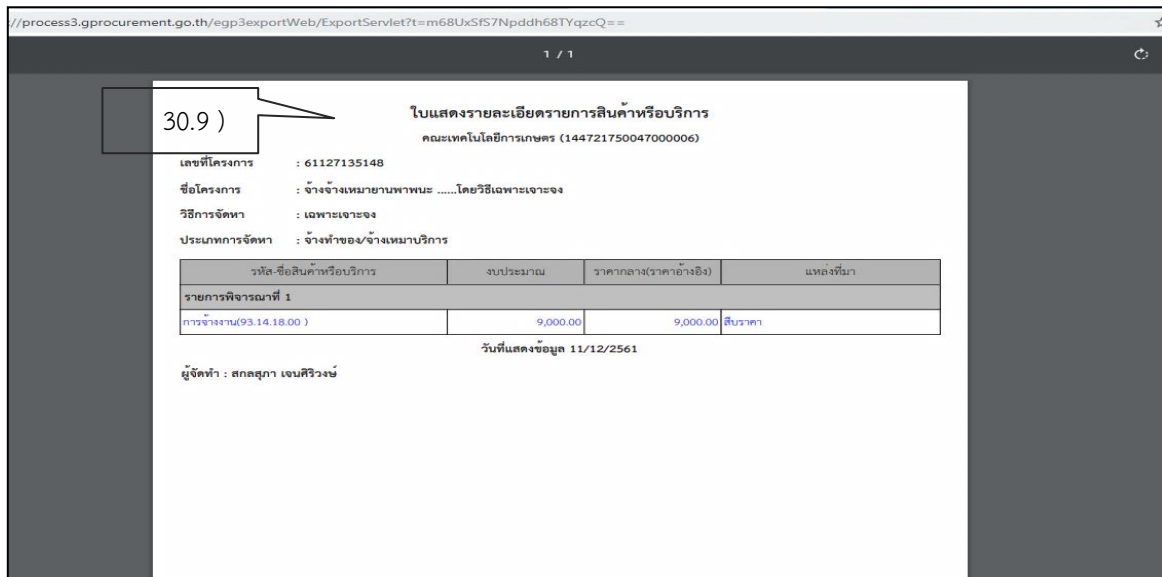 ://process3.gprocurement.go.th/egp3exportWeb/ExportServlet?t=m68UxSfS7Npddh68TYqzcQ==
1 / 1
30.9 )
ใบแสดงรายละเอียดรายการสินค้าหรือบริการ
คณะเทคโนโลยีการเกษตร (144721750047000006)
เลขที่โครงการ : 61127135148
ชื่อโครงการ : จ้างจ้างเหมายานพาพนะ ......โดยวิธีเฉพาะเจาะจง
วิธีการจัดหา : เฉพาะเจาะจง
ประเภทการจัดหา : จ้างทำของ/จ้างเหมาบริการ
รหัส-ชื่อสินค้าหรือบริการ งบประมาณ ราคากลาง(ราคาอ้างอิง) แหล่งที่มา
รายการพิจารณาที่ 1
การจ้างงาน(93.14.18.00 ) 9,000.00 9,000.00 สืบราคา
วันที่แสดงข้อมูล 11/12/2561
ผู้จัดทำ : สกลสุภา เจนศิริวงษ์